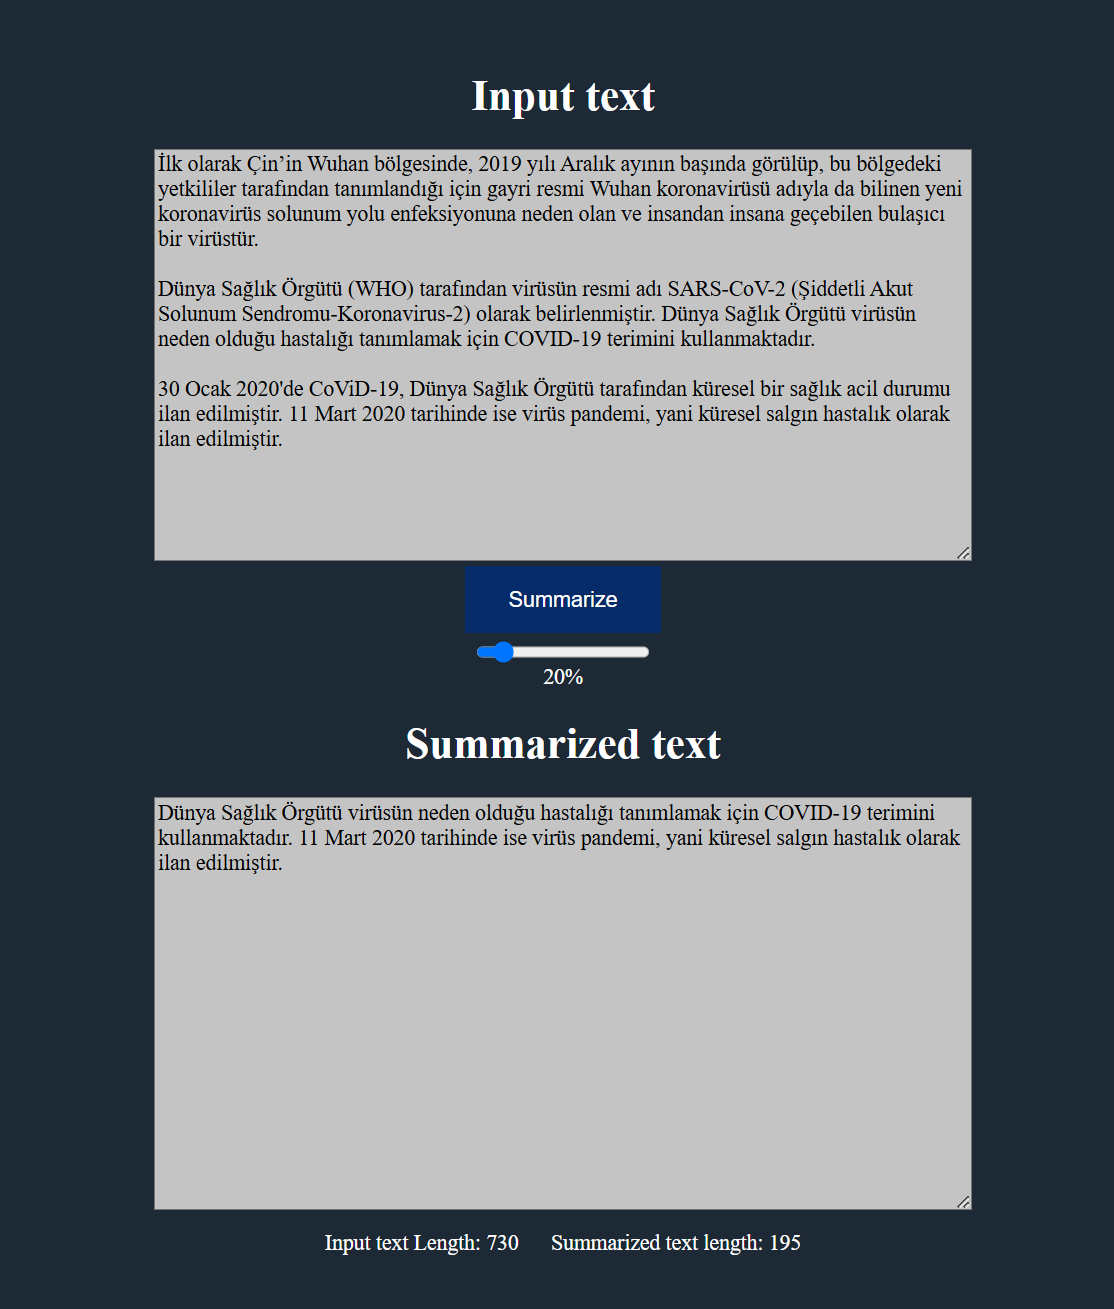 Input text
İlk olarak Çin’in Wuhan bölgesinde, 2019 yılı Aralık ayının başında görülüp, bu bölgedeki
yetkililer tarafından tanımlandığı için gayri resmi Wuhan koronavirüsü adıyla da bilinen yeni
koronavirüs solunum yolu enfeksiyonuna neden olan ve insandan insana geçebilen bulaşıcı
bir virüstür.
Dünya Sağlık Örgütü (WHO) tarafından virüsün resmi adı SARS-CoV-2 (Şiddetli Akut
Solunum Sendromu-Koronavirus-2) olarak belirlenmiştir. Dünya Sağlık Örgütü virüsün
neden olduğu hastalığı tanımlamak için COVID-19 terimini kullanmaktadır.
30 Ocak 2020'de CoViD-19, Dünya Sağlık Örgütü tarafından küresel bir sağlık acil durumu
ilan edilmiştir. 11 Mart 2020 tarihinde ise virüs pandemi, yani küresel salgın hastalık olarak
ilan edilmiştir.
Summarize
20%
Summarized text
Dünya Sağlık Örgütü virüsün neden olduğu hastalığı tanımlamak için COVID-19 terimini
kullanmaktadır. 11 Mart 2020 tarihinde ise virüs pandemi, yani küresel salgın hastalık olarak
ilan edilmiştir.
Input text Length: 730 Summarized text length: 195